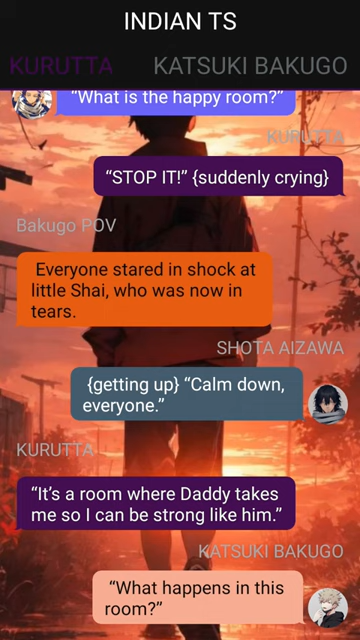 INDIAN TS
KURUTTA KATSUKI BAKUGO
“What is the happy room?”
KURUTTA
“STOP IT!” {suddenly crying}
Bakugo POV
Everyone stared in shock at
little Shai, who was now in
tears.
SHOTA AIZAWA
{getting up} “Calm down,
everyone.”
KURUTTA
“It’s a room where Daddy takes
me so I can be strong like him.”
KATSUKI BAKUGO
“What happens in this
room?”